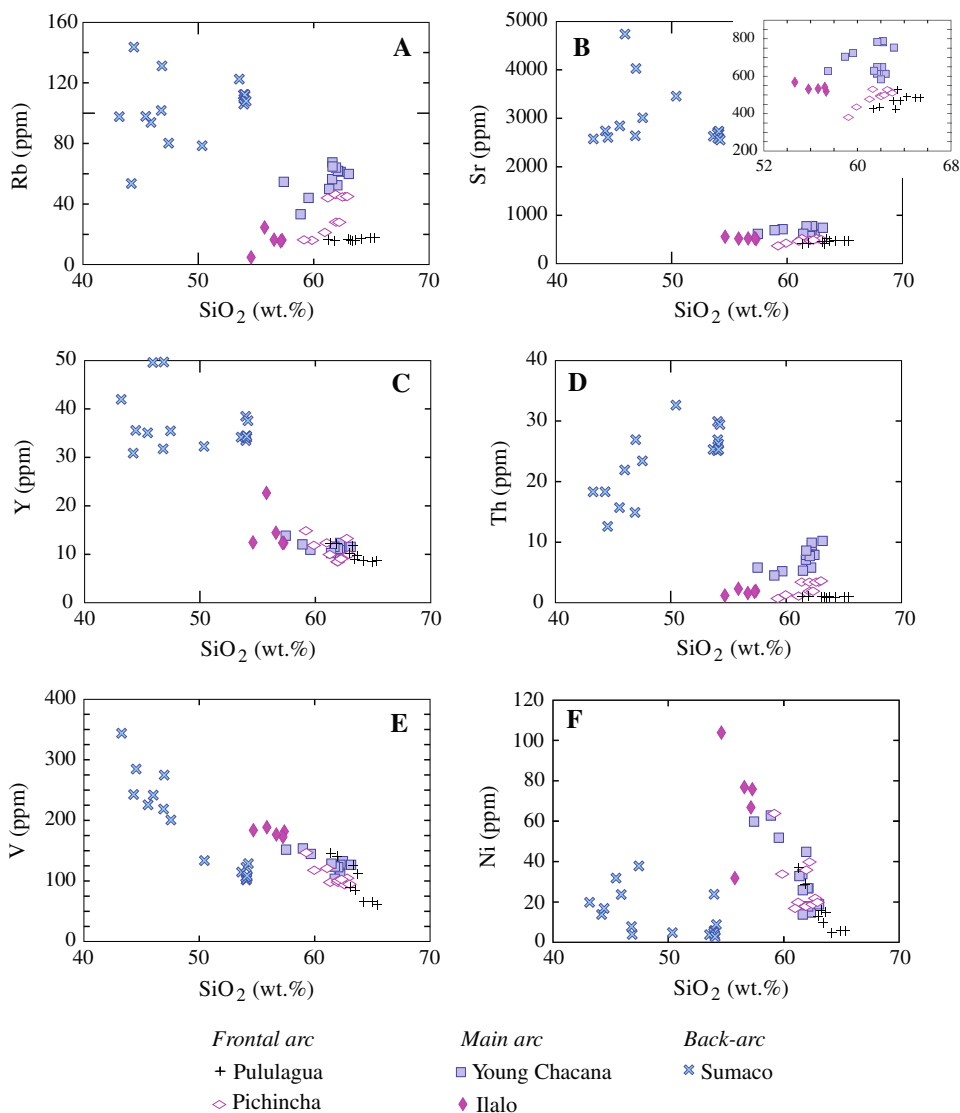 160
120
80
40
0
40
50
60
70
A
Rb (ppm)
SiO2 (wt.%)
5000
4000
3000
2000
1000
0
40
50
60
70
B
Sr (ppm)
SiO2 (wt.%)
800
600
400
200
52
60
68
50
40
30
20
10
0
40
50
60
70
C
Y (ppm)
SiO2 (wt.%)
40
30
20
10
0
40
50
60
70
D
Th (ppm)
SiO2 (wt.%)
400
300
200
100
0
40
50
60
70
E
V (ppm)
SiO2 (wt.%)
120
100
80
60
40
20
0
40
50
60
70
F
Ni (ppm)
SiO2 (wt.%)
Frontal arc
Pululagua
Pichincha
Main arc
Young Chacana
Ilalo
Back-arc
Sumaco